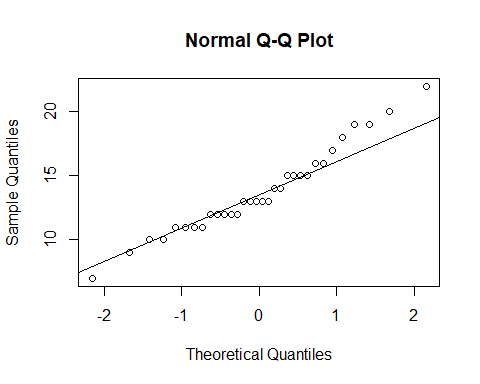 Normal Q-Q Plot
Sample Quantiles
20
15
10
-2 -1 0 1 2
Theoretical Quantiles